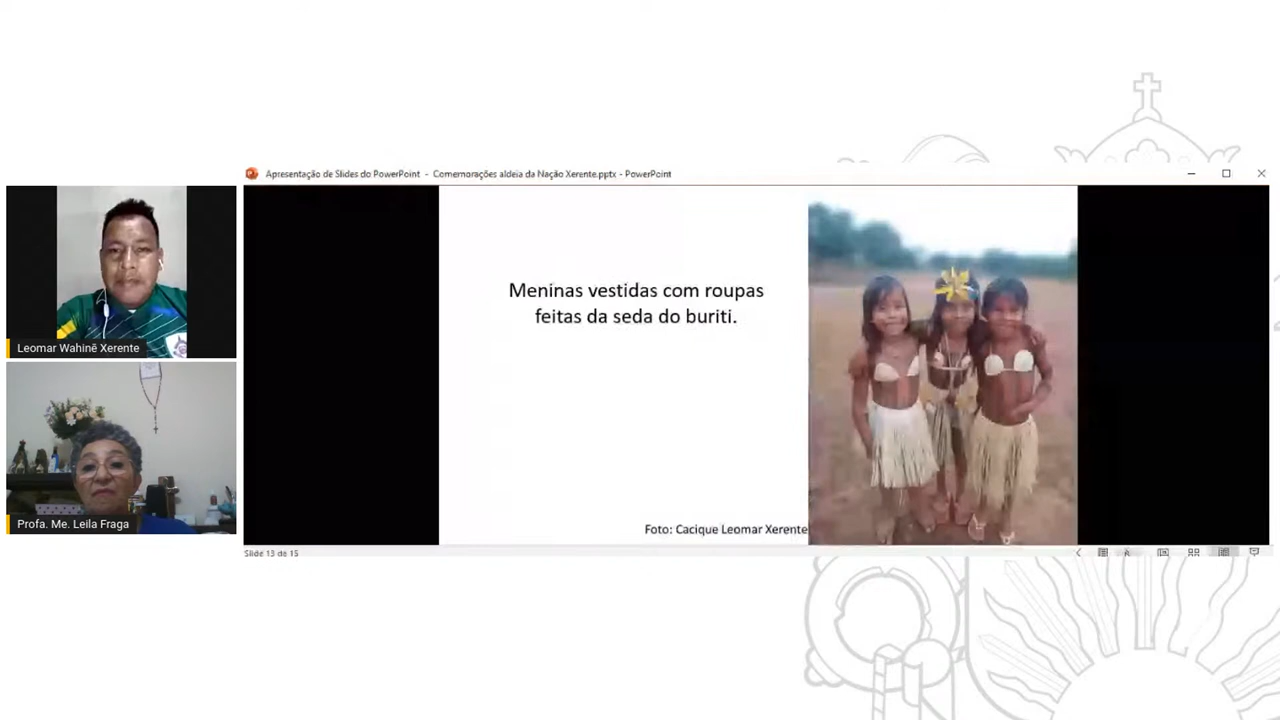 Apresentação de Slides do PowerPoint - Comemorações aldeia da Nação Xerente.pptx - PowerPoint
Leomar Wahinê Xerente
Profa. Me. Leila Fraga
Meninas vestidas com roupas
feitas da seda do buriti.
Foto: Cacique Leomar Xerente
Slide 13 de 15